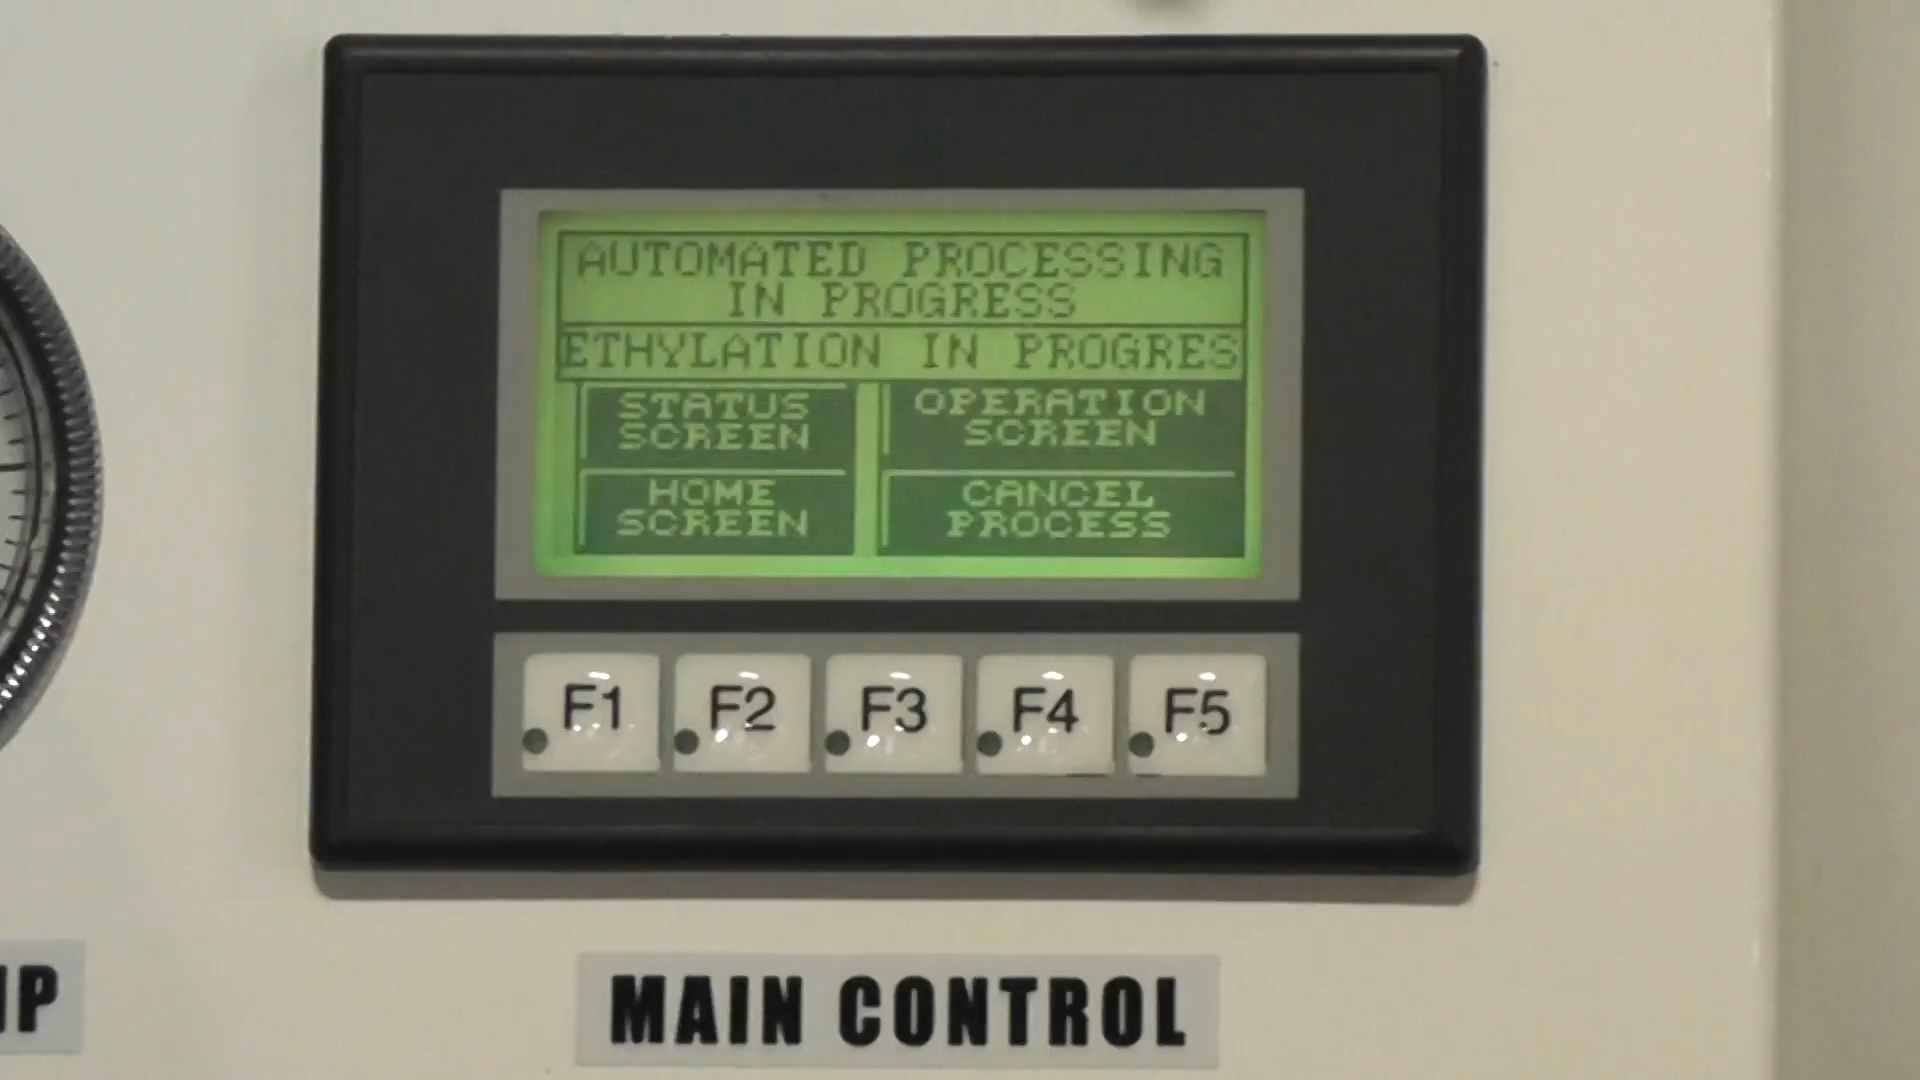 AUTOMATED PROCESSING
IN PROGRESS
ETHYLATION IN PROGRES
STATUS
SCREEN
OPERATION
SCREEN
HOME
SCREEN
CANCEL
PROCESS
F1 F2 F3 F4 F5
MAIN CONTROL